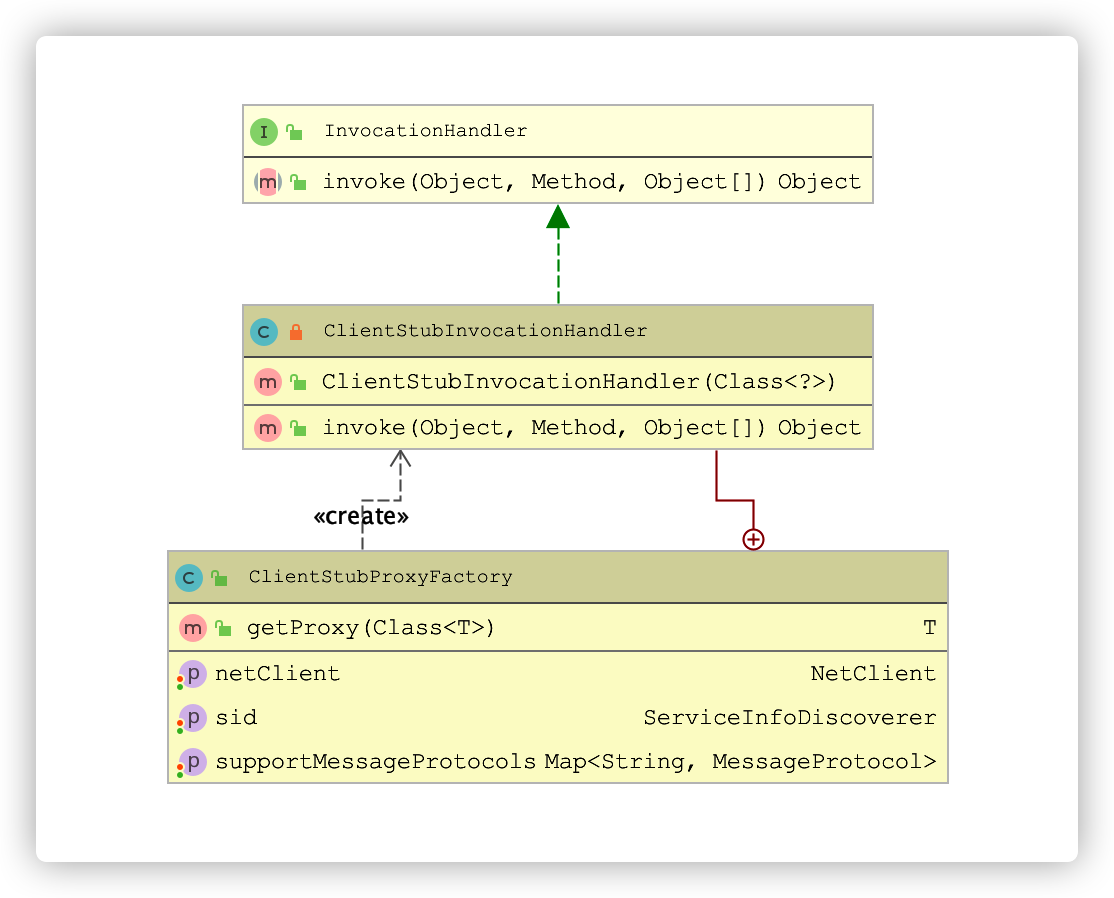 I InvocationHandler
m invoke(Object, Method, Object[]) Object
C ClientStubInvocationHandler
m ClientStubInvocationHandler(Class<?>)
m invoke(Object, Method, Object[]) Object
«create»
C ClientStubProxyFactory
m getProxy(Class<T>) T
p netClient NetClient
p sid ServiceInfoDiscoverer
p supportMessageProtocols Map<String, MessageProtocol>